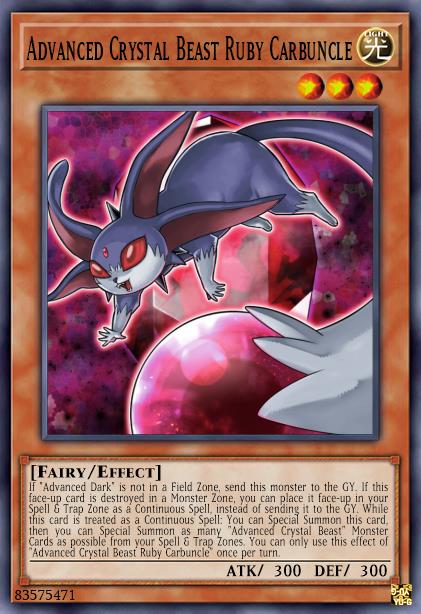 Advanced Crystal Beast Ruby Carbuncle
LIGHT
光
[Fairy/Effect]
If "Advanced Dark" is not in a Field Zone, send this monster to the GY. If this
face-up card is destroyed in a Monster Zone, you can place it face-up in your
Spell & Trap Zone as a Continuous Spell, instead of sending it to the GY. While
this card is treated as a Continuous Spell: You can Special Summon this card,
then you can Special Summon as many "Advanced Crystal Beast" Monster
Cards as possible from your Spell & Trap Zones. You can only use this effect of
"Advanced Crystal Beast Ruby Carbuncle" once per turn.
ATK/ 300 DEF/ 300
83575471